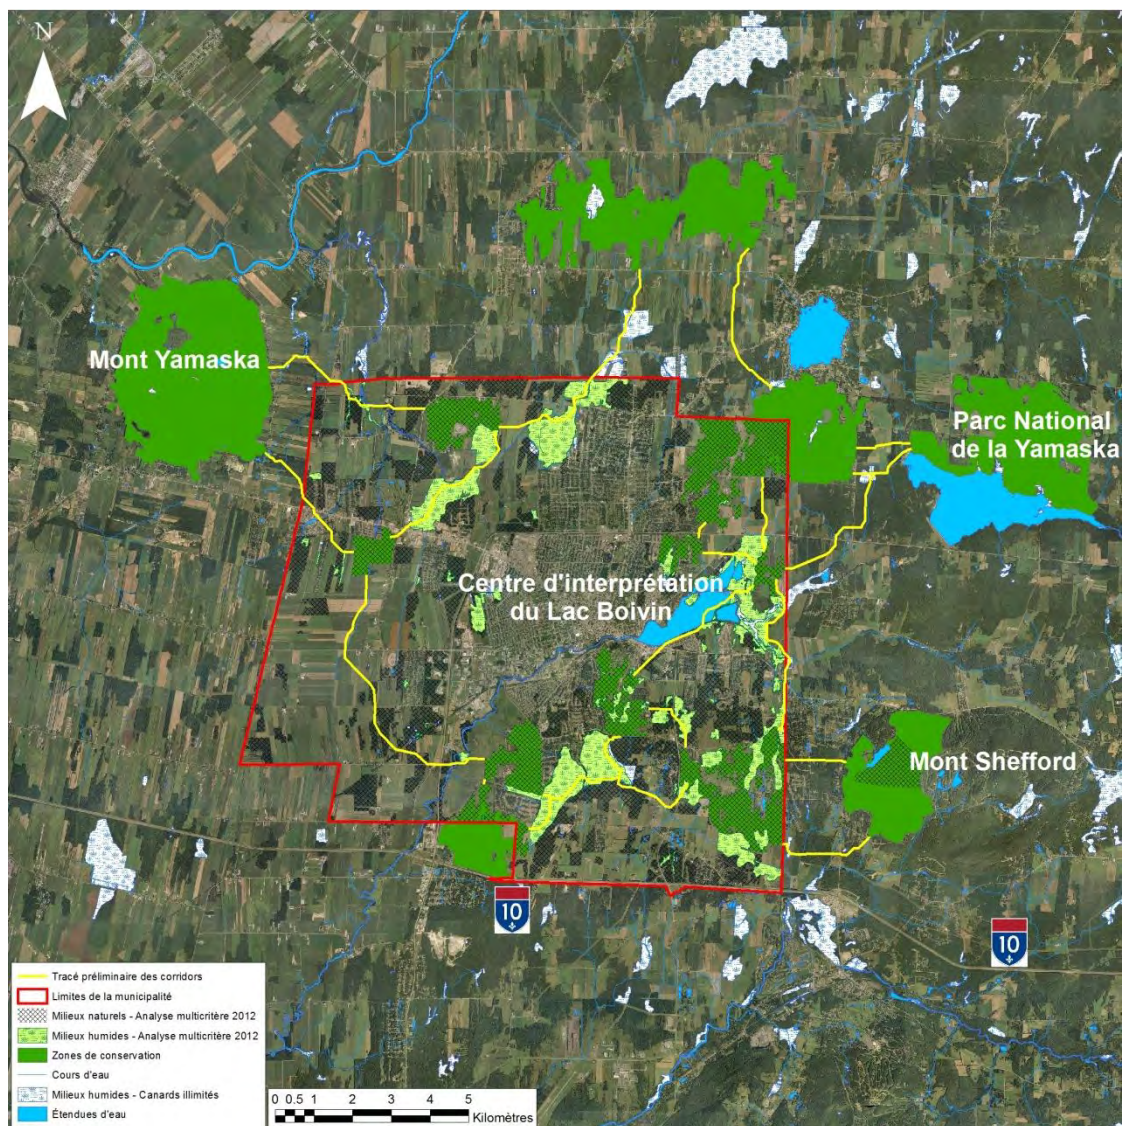 N
Mont Yamaska
Parc National
de la Yamaska
Centre d'interprétation
du Lac Boivin
Mont Shefford
10
10
Tracé préliminaire des corridors
Limites de la municipalité
Milieux naturels - Analyse multicritère 2012
Milieux humides - Analyse multicritère 2012
Zones de conservation
Cours d'eau
Milieux humides - Canards illimités
Étendues d'eau
0 0.5 1 2 3 4 5
Kilomètres